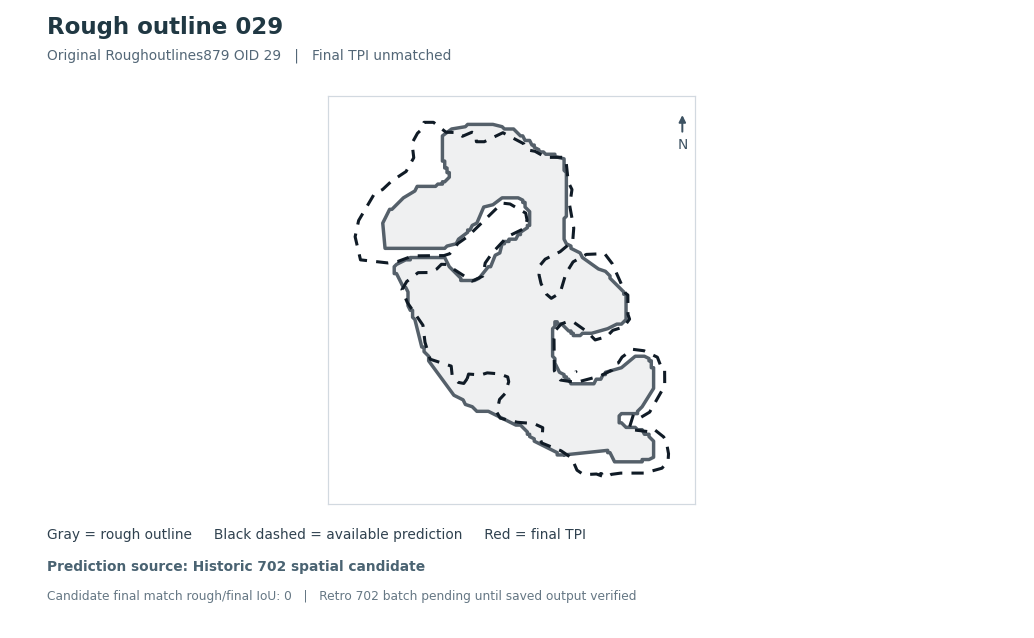 Rough outline 029
Original Roughoutlines879 OID 29   |   Final TPI unmatched
N
Gray = rough outline     Black dashed = available prediction     Red = final TPI
Prediction source: Historic 702 spatial candidate
Candidate final match rough/final IoU: 0   |   Retro 702 batch pending until saved output verified